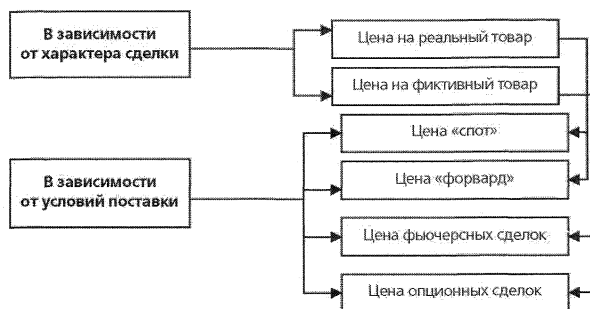 В зависимости
от характера сделки
Цена на реальный товар
Цена на фиктивный товар
Цена «спот»
В зависимости
от условий поставки
Цена «форвард»
Цена фьючерсных сделок
Цена опционных сделок